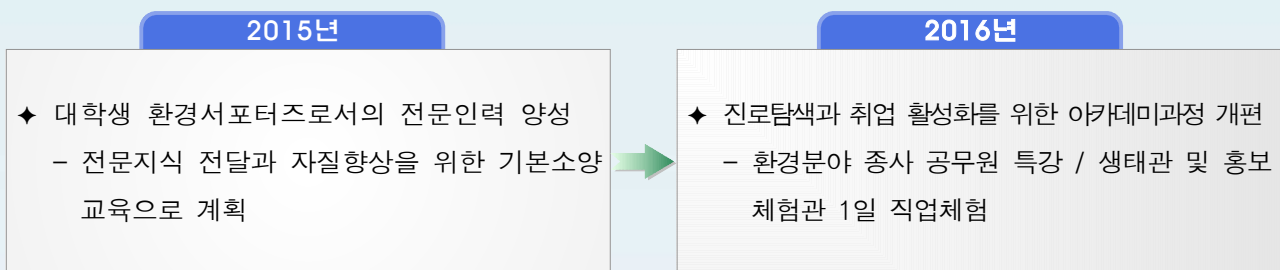 2015년
✦ 대학생 환경서포터즈로서의 전문인력 양성
– 전문지식 전달과 자질향상을 위한 기본소양
교육으로 계획
2016년
✦ 진로탐색과 취업 활성화를 위한 아카데미과정 개편
– 환경분야 종사 공무원 특강 / 생태관 및 홍보
체험관 1일 직업체험